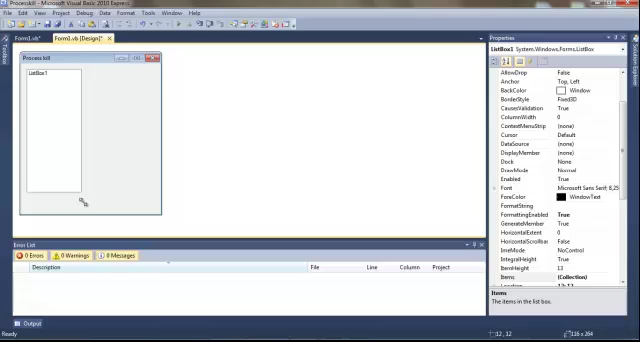 Processkill - Microsoft Visual Basic 2010 Express
File Edit View Project Debug Data Format Tools Window Help
Form1.vb* Form1.vb [Design]*
Toolbox
Process kill
ListBox1
Properties
ListBox1 System.Windows.Forms.ListBox
AllowDrop False
Anchor Top, Left
BackColor Window
BorderStyle Fixed3D
CausesValidation True
ColumnWidth 0
ContextMenuStrip (none)
Cursor Default
DataSource (none)
DisplayMember (none)
Dock None
DrawMode Normal
Enabled True
Font Microsoft Sans Serif; 8,25
ForeColor WindowText
FormatString
FormattingEnabled True
GenerateMember True
HorizontalExtent 0
HorizontalScrollbar False
ImeMode NoControl
IntegralHeight True
ItemHeight 13
Items (Collection)
Location 12; 12
Items
The items in the list box.
Solution Explorer
Error List
0 Errors 0 Warnings 0 Messages
Description File Line Column Project
Output
Ready 12 , 12 116 x 264